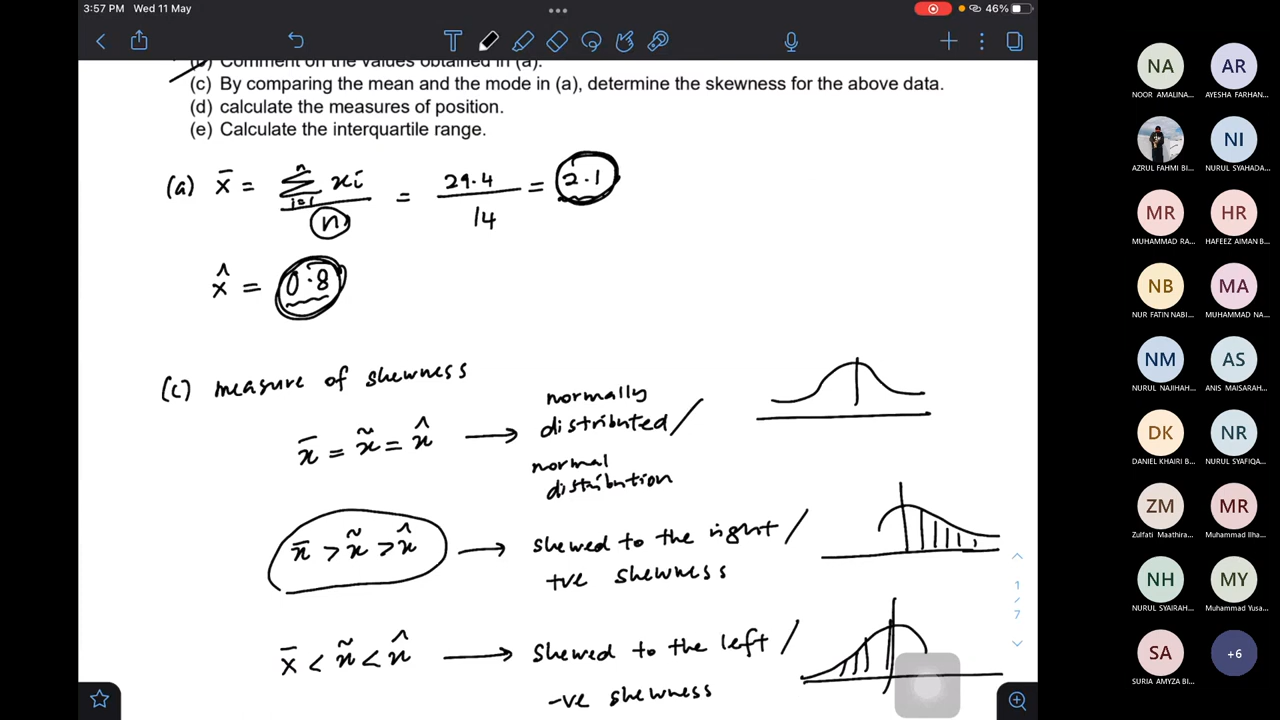 3:57 PM Wed 11 May
46%
(b) Comment on the values obtained in (a).
(c) By comparing the mean and the mode in (a), determine the skewness for the above data.
(d) calculate the measures of position.
(e) Calculate the interquartile range.
(a) x̄ = Σ i=1 n xi / n = 29.4 / 14 = 2.1
x̂ = 0.8
(c) measure of skewness
x̄ = x̃ = x̂ → normally distributed /
normal distribution
x̄ > x̃ > x̂ → skewed to the right /
+ve skewness
x̄ < x̃ < x̂ → skewed to the left /
-ve skewness
1
/
7
NA
NOOR AMALINA...
AR
AYESHA FARHAN...
AZRUL FAHMI BI...
NI
NURUL SYAHADA...
MR
MUHAMMAD RA...
HR
HAFEEZ AIMAN B...
NB
NUR FATIN NABI...
MA
MUHAMMAD NA...
NM
NURUL NAJIHAH...
AS
ANIS MAISARAH...
DK
DANIEL KHAIRI B...
NR
NURUL SYAFIQA...
ZM
Zulfati Maathira...
MR
Muhammad Ilha...
NH
NURUL SYAIRAH...
MY
Muhammad Yusa...
SA
SURIA AMYZA BI...
+6